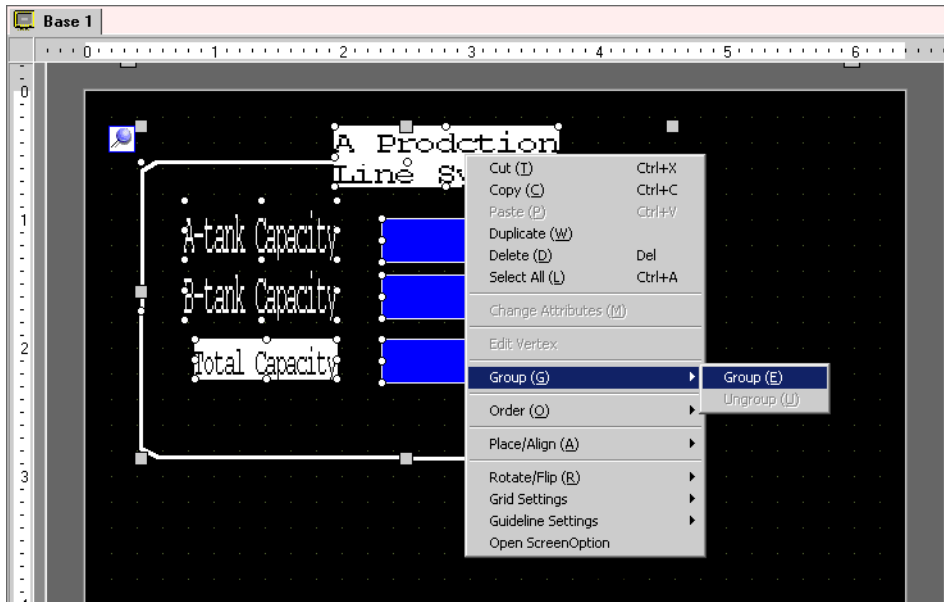 Base 1
0 1 2 3 4 5 6
0
A Prodction
Line Sy
1
A-tank Capacity
B-tank Capacity
2
Total Capacity
3
Cut (T) Ctrl+X
Copy (C) Ctrl+C
Paste (P) Ctrl+V
Duplicate (W)
Delete (D) Del
Select All (L) Ctrl+A
Change Attributes (M)
Edit Vertex
Group (G)
Group (E)
Ungroup (U)
Order (O)
Place/Align (A)
Rotate/Flip (R)
Grid Settings
Guideline Settings
Open ScreenOption